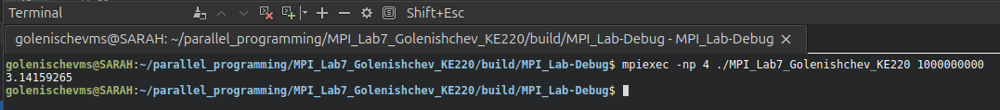 Terminal
Shift+Esc
golenischevms@SARAH: ~/parallel_programming/MPI_Lab7_Golenishchev_KE220/build/MPI_Lab-Debug - MPI_Lab-Debug
golenischevms@SARAH:~/parallel_programming/MPI_Lab7_Golenishchev_KE220/build/MPI_Lab-Debug$ mpiexec -np 4 ./MPI_Lab7_Golenishchev_KE220 1000000000
3.14159265
golenischevms@SARAH:~/parallel_programming/MPI_Lab7_Golenishchev_KE220/build/MPI_Lab-Debug$